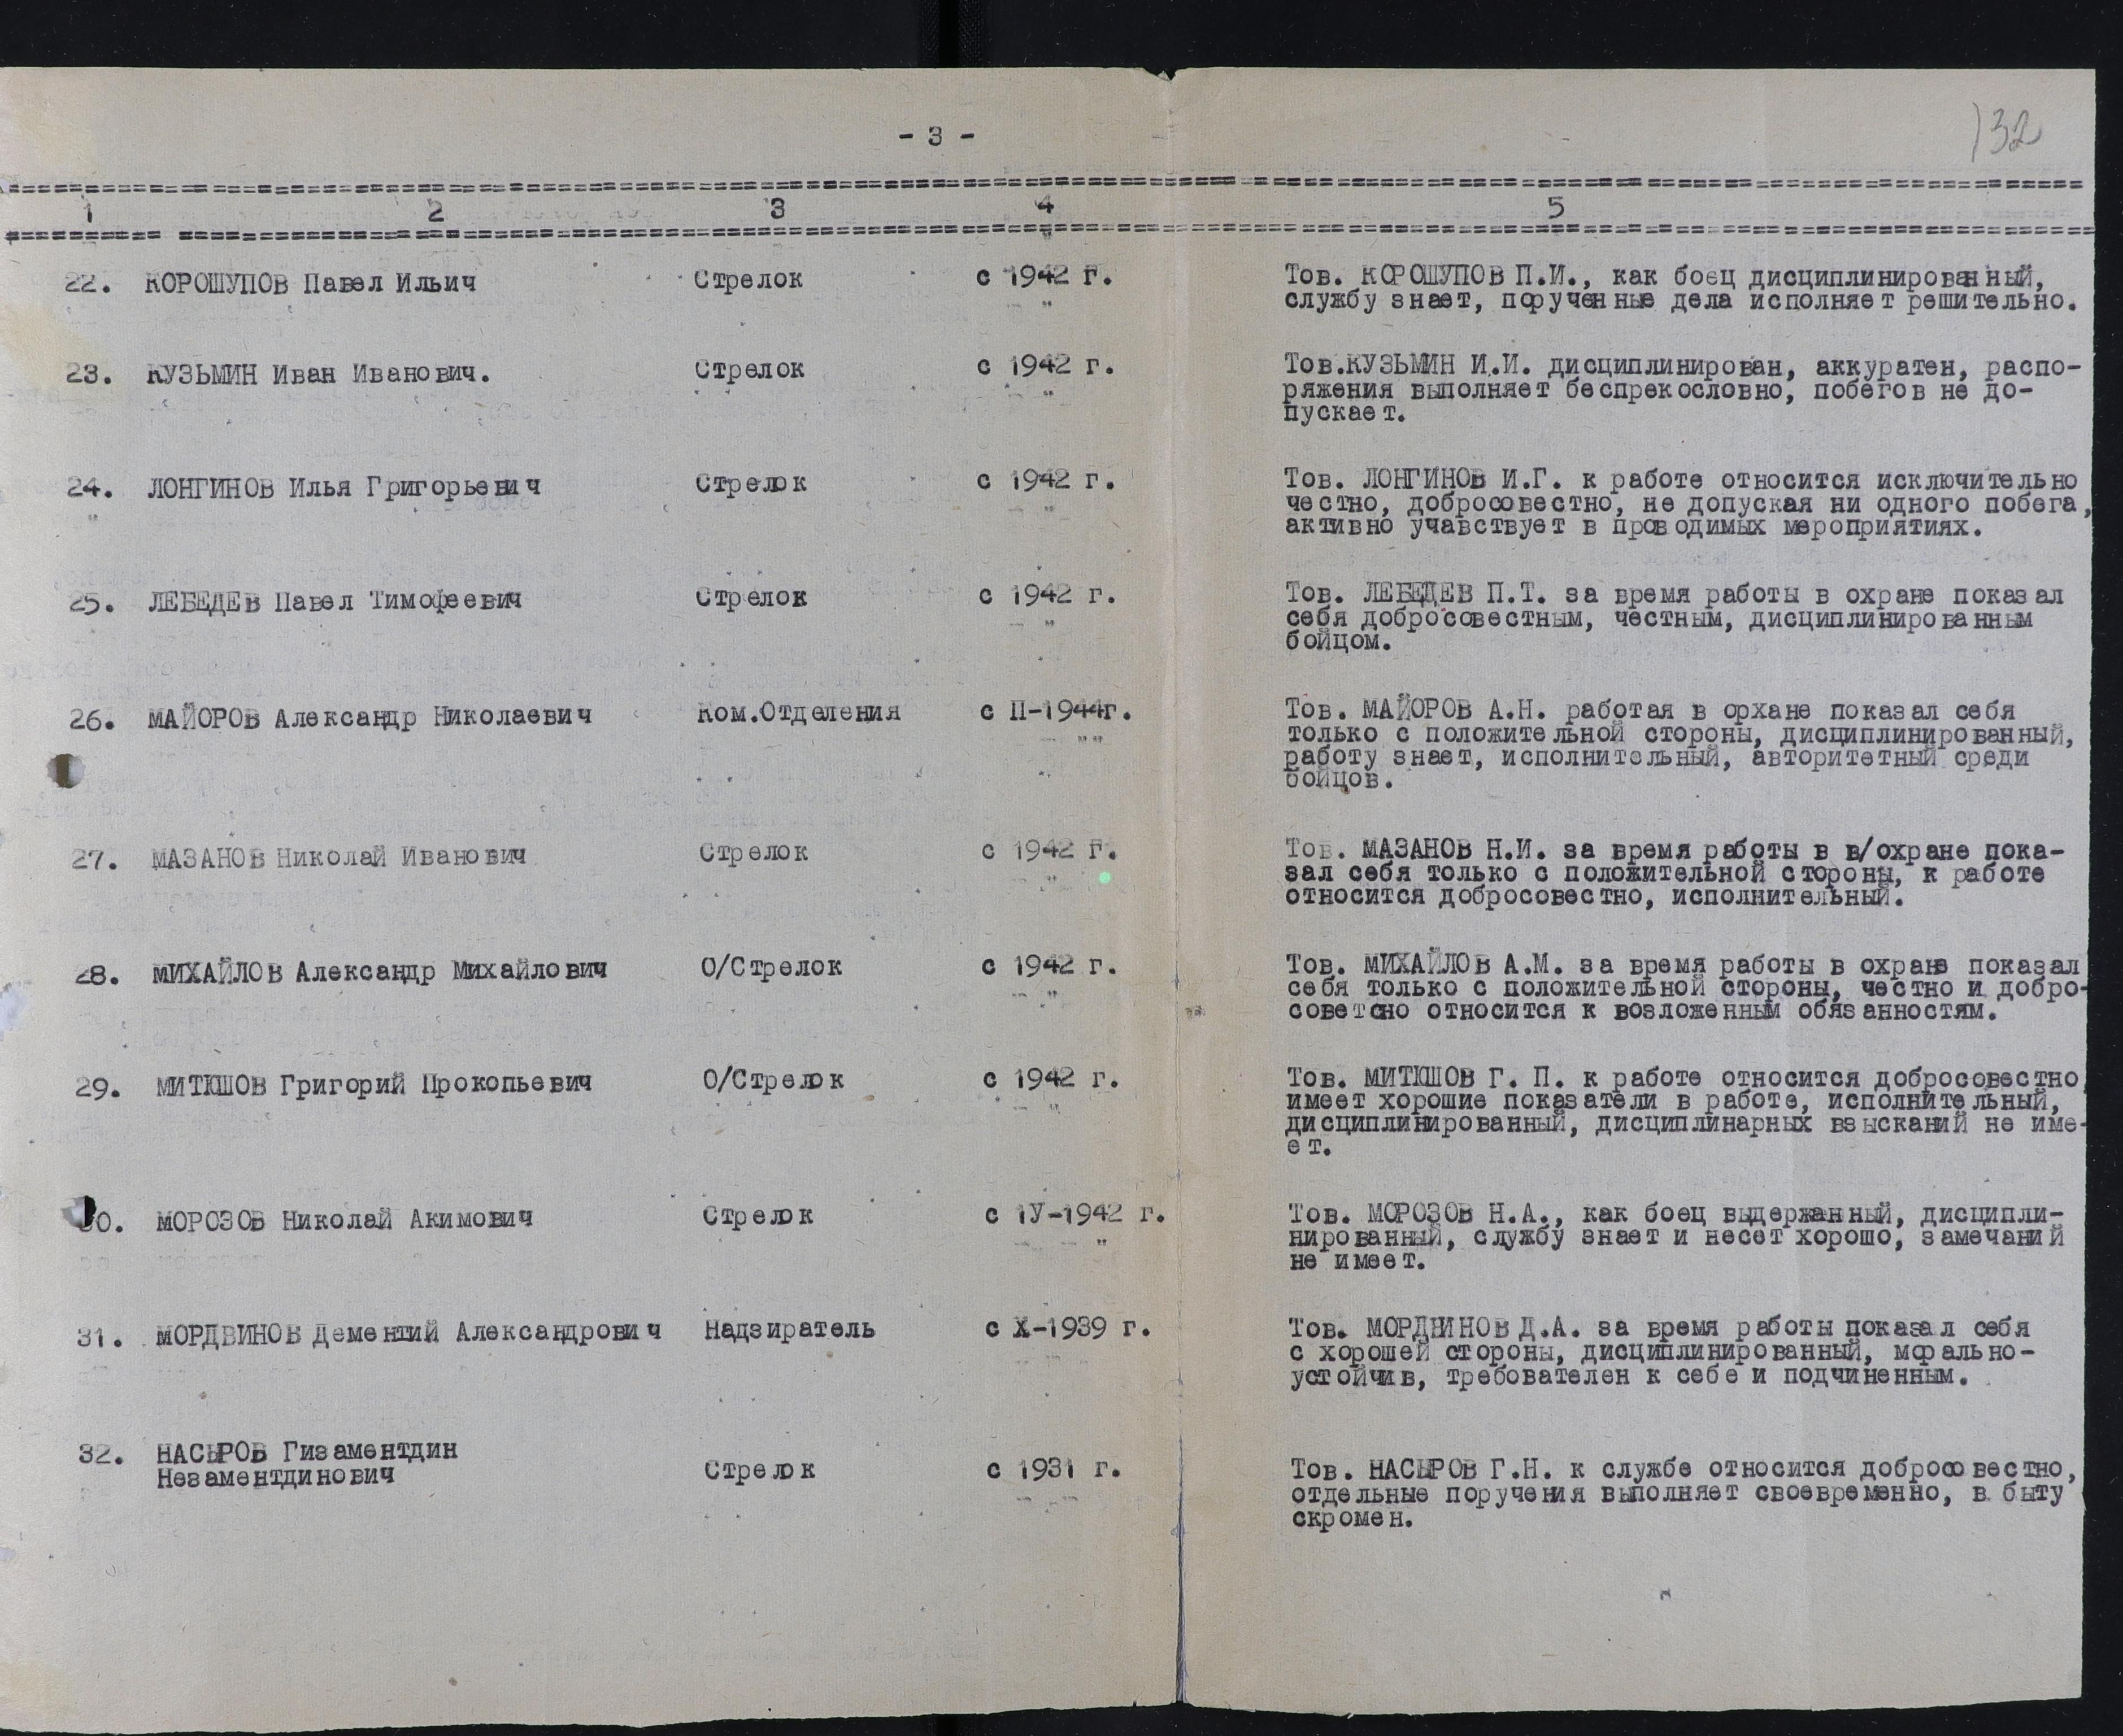 - 3 -
132
1 2 3 4 5
22. КОРОШУПОВ Павел Ильич Стрелок с 1942 г. Тов. КОРОШУПОВ П.И., как боец дисциплинированный,
службу знает, порученные дела исполняет решительно.
23. КУЗЬМИН Иван Иванович. Стрелок с 1942 г. Тов.КУЗЬМИН И.И. дисциплинирован, аккуратен, распо-
ряжения выполняет беспрекословно, побегов не до-
пускает.
24. ЛОНГИНОВ Илья Григорьевич Стрелок с 1942 г. Тов. ЛОНГИНОВ И.Г. к работе относится исключительно
честно, добросовестно, не допуская ни одного побега,
активно учавствует в проводимых мероприятиях.
25. ЛЕБЕДЕВ Павел Тимофеевич Стрелок с 1942 г. Тов. ЛЕБЕДЕВ П.Т. за время работы в охране показал
себя добросовестным, честным, дисциплинированным
бойцом.
26. МАЙОРОВ Александр Николаевич Ком.Отделения с II-1944г. Тов. МАЙОРОВ А.Н. работая в орхане показал себя
только с положительной стороны, дисциплинированный,
работу знает, исполнительный, авторитетный среди
бойцов.
27. МАЗАНОВ Николай Иванович Стрелок с 1942 г. Тов. МАЗАНОВ Н.И. за время работы в в/охране пока-
зал себя только с положительной стороны, к работе
относится добросовестно, исполнительный.
28. МИХАЙЛОВ Александр Михайлович О/Стрелок с 1942 г. Тов. МИХАЙЛОВ А.М. за время работы в охране показал
себя только с положительной стороны, честно и добро-
советсно относится к возложенным обязанностям.
29. МИТЮШОВ Григорий Прокопьевич О/Стрелок с 1942 г. Тов. МИТЮШОВ Г. П. к работе относится добросовестно
имеет хорошие показатели в работе, исполнительный,
дисциплинированный, дисциплинарных взысканий не име-
ет.
30. МОРОЗОВ Николай Акимович Стрелок с IУ-1942 г. Тов. МОРОЗОВ Н.А., как боец выдержанный, дисципли-
нированный, службу знает и несет хорошо, замечаний
не имеет.
31. МОРДВИНОВ Дементий Александрович Надзиратель с X-1939 г. Тов. МОРДВИНОВ Д.А. за время работы показал себя
с хорошей стороны, дисциплинированный, морально-
устойчив, требователен к себе и подчиненным.
32. НАСЫРОВ Гизаментдин
Незаментдинович Стрелок с 1931 г. Тов. НАСЫРОВ Г.Н. к службе относится добросовестно,
отдельные поручения выполняет своевременно, в быту
скромен.